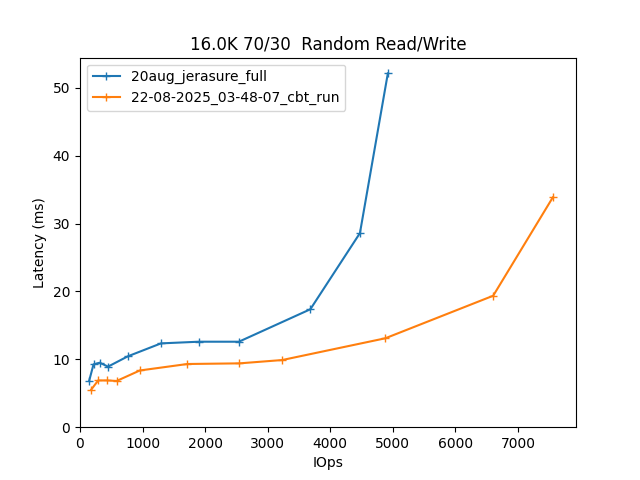 16.0K 70/30  Random Read/Write
20aug_jerasure_full
22-08-2025_03-48-07_cbt_run
Latency (ms)
50
40
30
20
10
0
0 1000 2000 3000 4000 5000 6000 7000
IOps